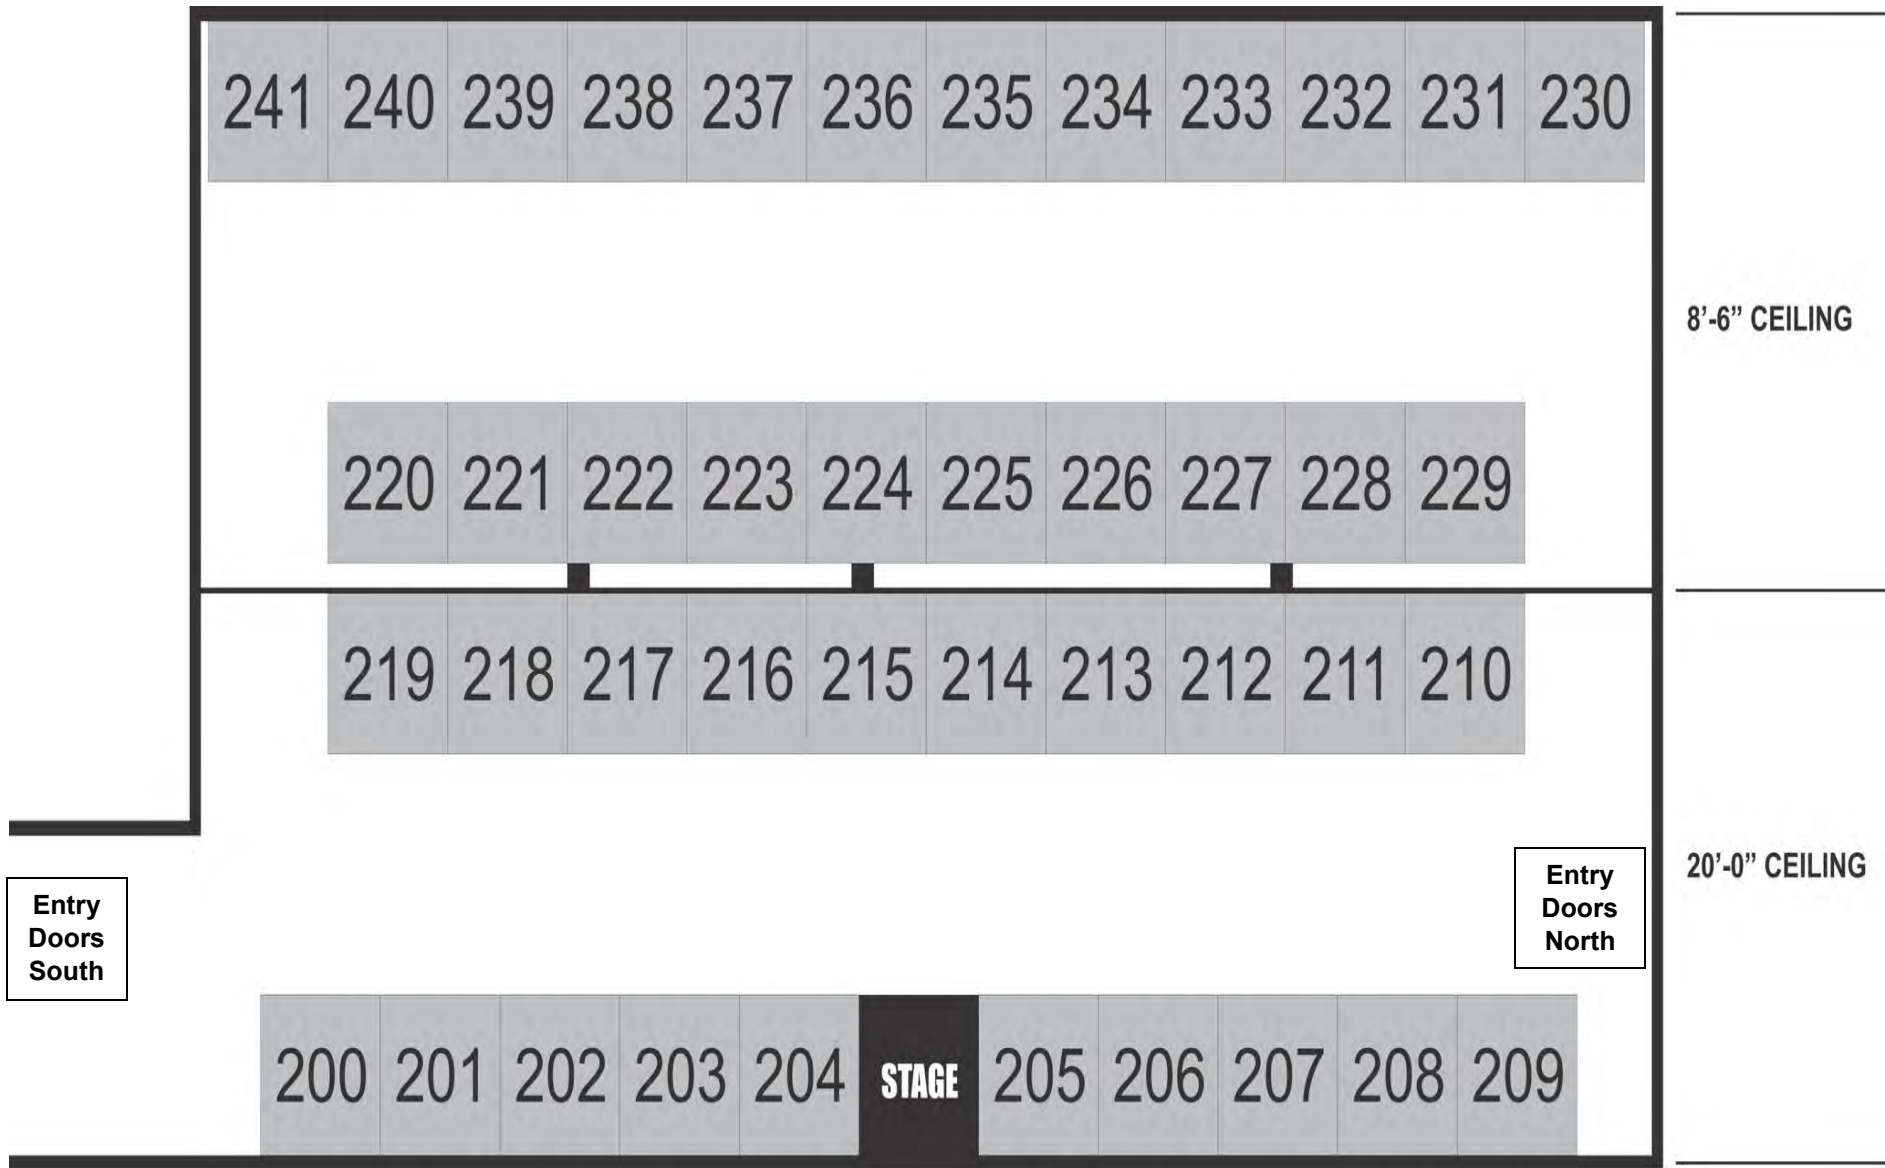 241 240 239 238 237 236 235 234 233 232 231 230
8’-6” CEILING
220 221 222 223 224 225 226 227 228 229
219 218 217 216 215 214 213 212 211 210
20’-0” CEILING
Entry
Doors
South
Entry
Doors
North
200 201 202 203 204 STAGE 205 206 207 208 209